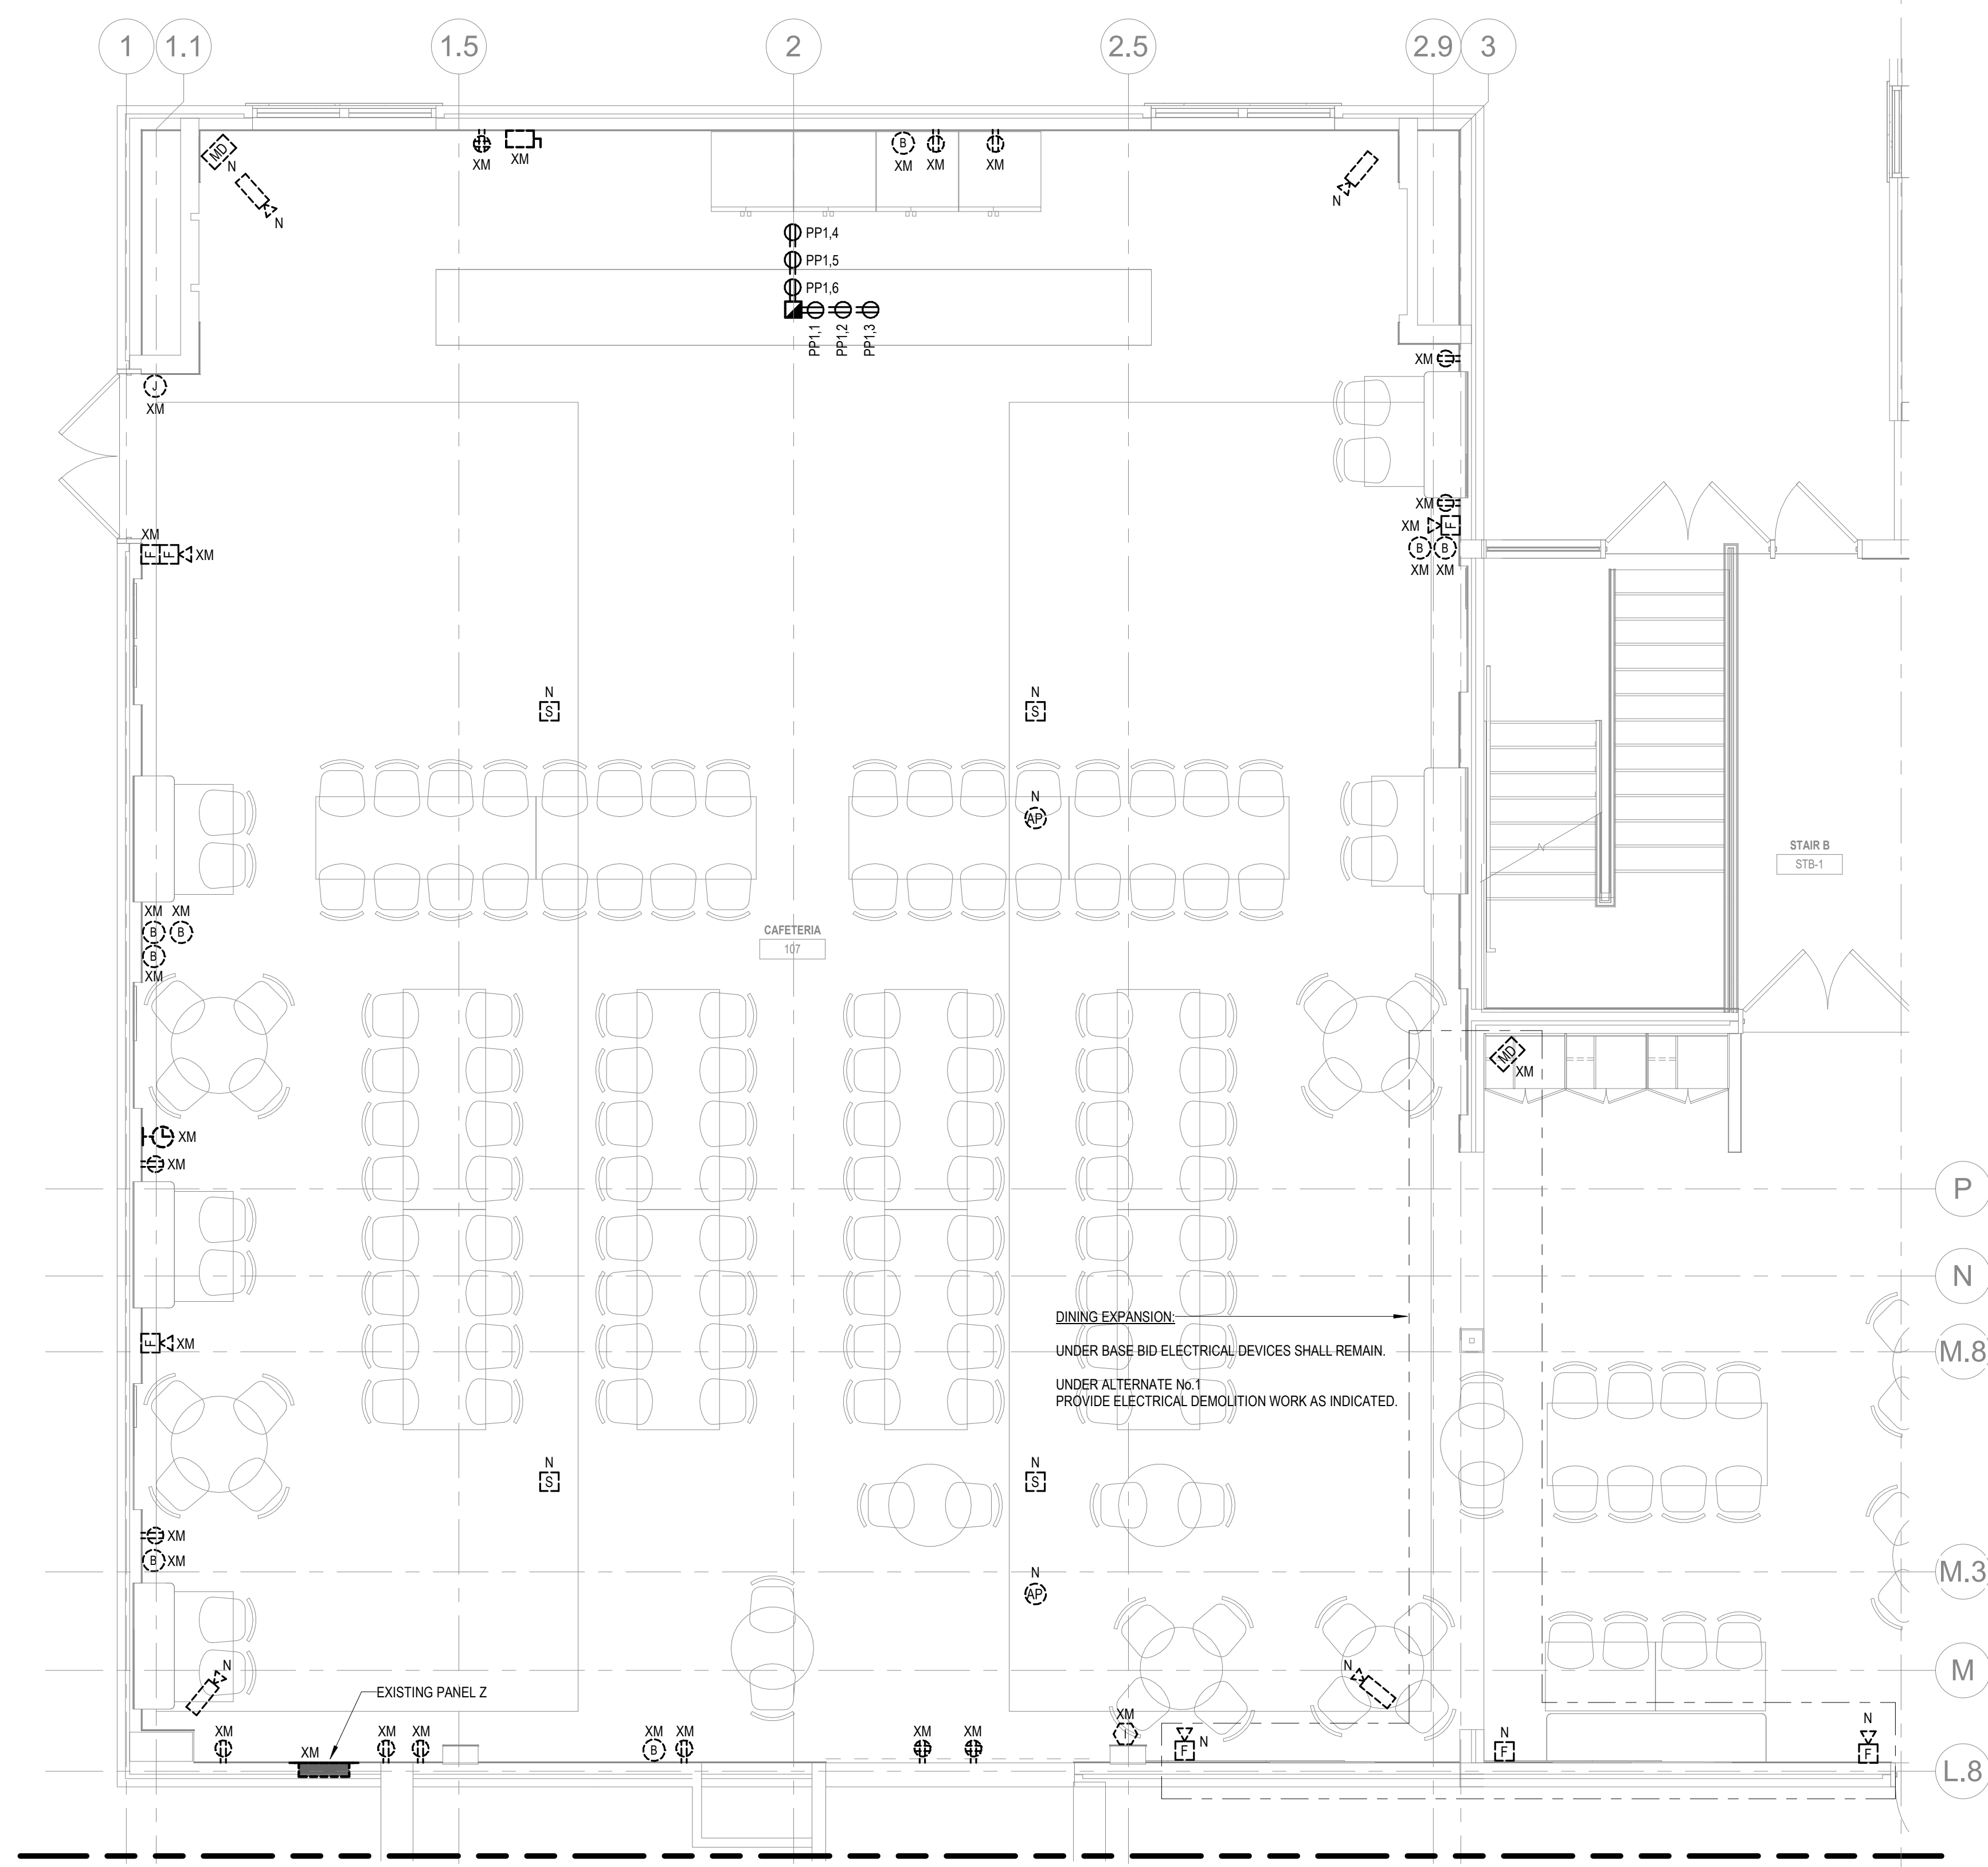 1 1.1 1.5 2 2.5 2.9 3
MD N
N
XM XM
B XM XM XM
N
PP1,4
PP1,5
PP1,6
PP1,1 PP1,2 PP1,3
XM
J
XM
XM
XM
F F XM
XM F
B B
XM XM
N N
S S
N
AP
STAIR B
STB-1
XM XM
B B
B
XM
CAFETERIA
107
MD
XM
XM
XM
P
N
DINING EXPANSION:
UNDER BASE BID ELECTRICAL DEVICES SHALL REMAIN.
UNDER ALTERNATE No.1
PROVIDE ELECTRICAL DEMOLITION WORK AS INDICATED.
F XM
M.8
N N
S S
XM
B XM
N
AP
M.3
N N
M
EXISTING PANEL Z
XM XM XM XM XM XM XM XM N N
XM B I F N F F
L.8